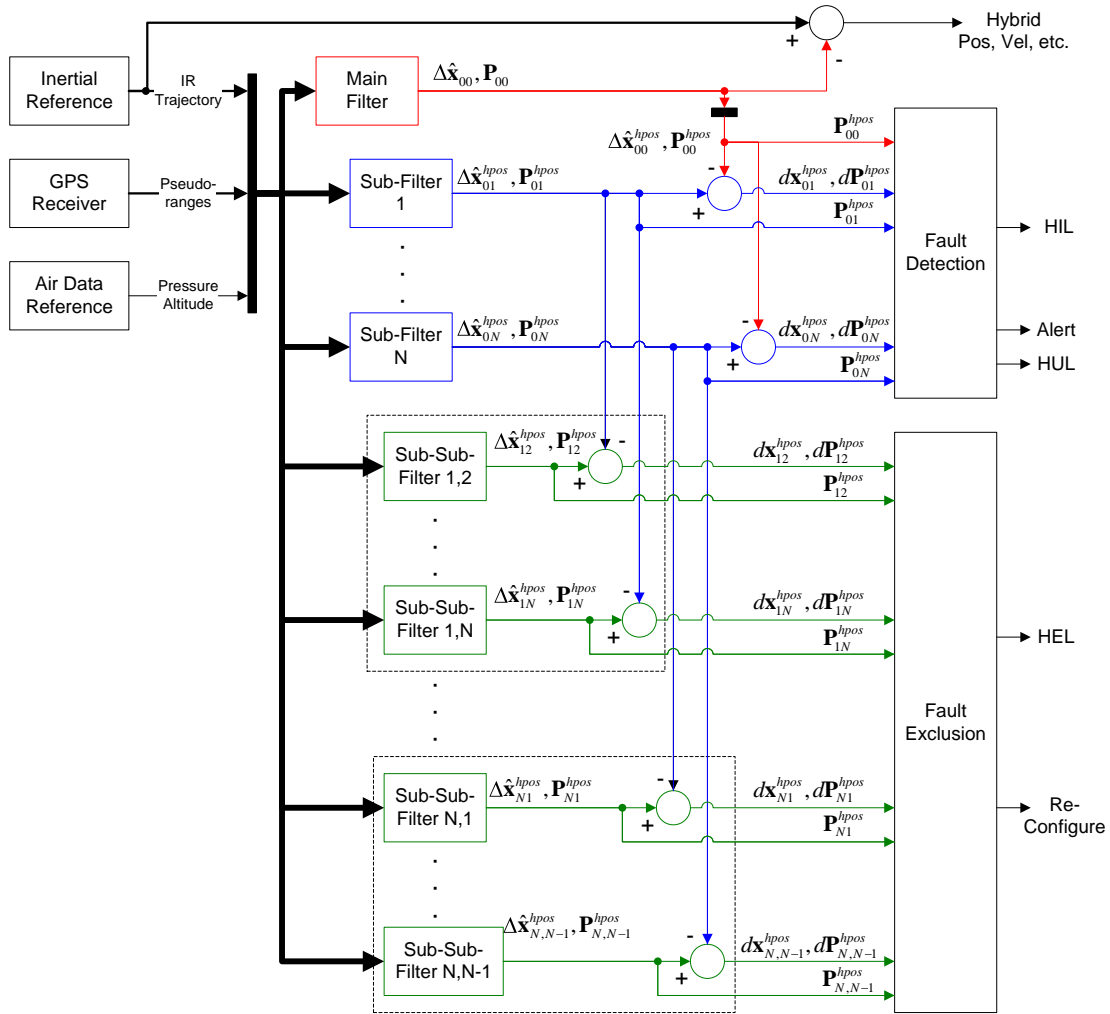 Hybrid
Pos, Vel, etc.
+
-
Inertial
Reference
IR
Trajectory
Main
Filter
Δx̂₀₀, P₀₀
Δx̂₀₀^hpos, P₀₀^hpos
P₀₀^hpos
GPS
Receiver
Pseudo-
ranges
Sub-Filter
1
Δx̂₀₁^hpos, P₀₁^hpos
-
+
dx₀₁^hpos, dP₀₁^hpos
P₀₁^hpos
Fault
Detection
HIL
Air Data
Reference
Pressure
Altitude
Sub-Filter
N
Δx̂₀N^hpos, P₀N^hpos
-
+
dx₀N^hpos, dP₀N^hpos
P₀N^hpos
Alert
HUL
Sub-Sub-
Filter 1,2
Δx̂₁₂^hpos, P₁₂^hpos
-
+
dx₁₂^hpos, dP₁₂^hpos
P₁₂^hpos
Sub-Sub-
Filter 1,N
Δx̂₁N^hpos, P₁N^hpos
-
+
dx₁N^hpos, dP₁N^hpos
P₁N^hpos
HEL
Fault
Exclusion
Sub-Sub-
Filter N,1
Δx̂N₁^hpos, PN₁^hpos
-
+
dxN₁^hpos, dPN₁^hpos
PN₁^hpos
Re-
Configure
Sub-Sub-
Filter N,N-1
Δx̂N,N−1^hpos, PN,N−1^hpos
-
+
dxN,N−1^hpos, dPN,N−1^hpos
PN,N−1^hpos